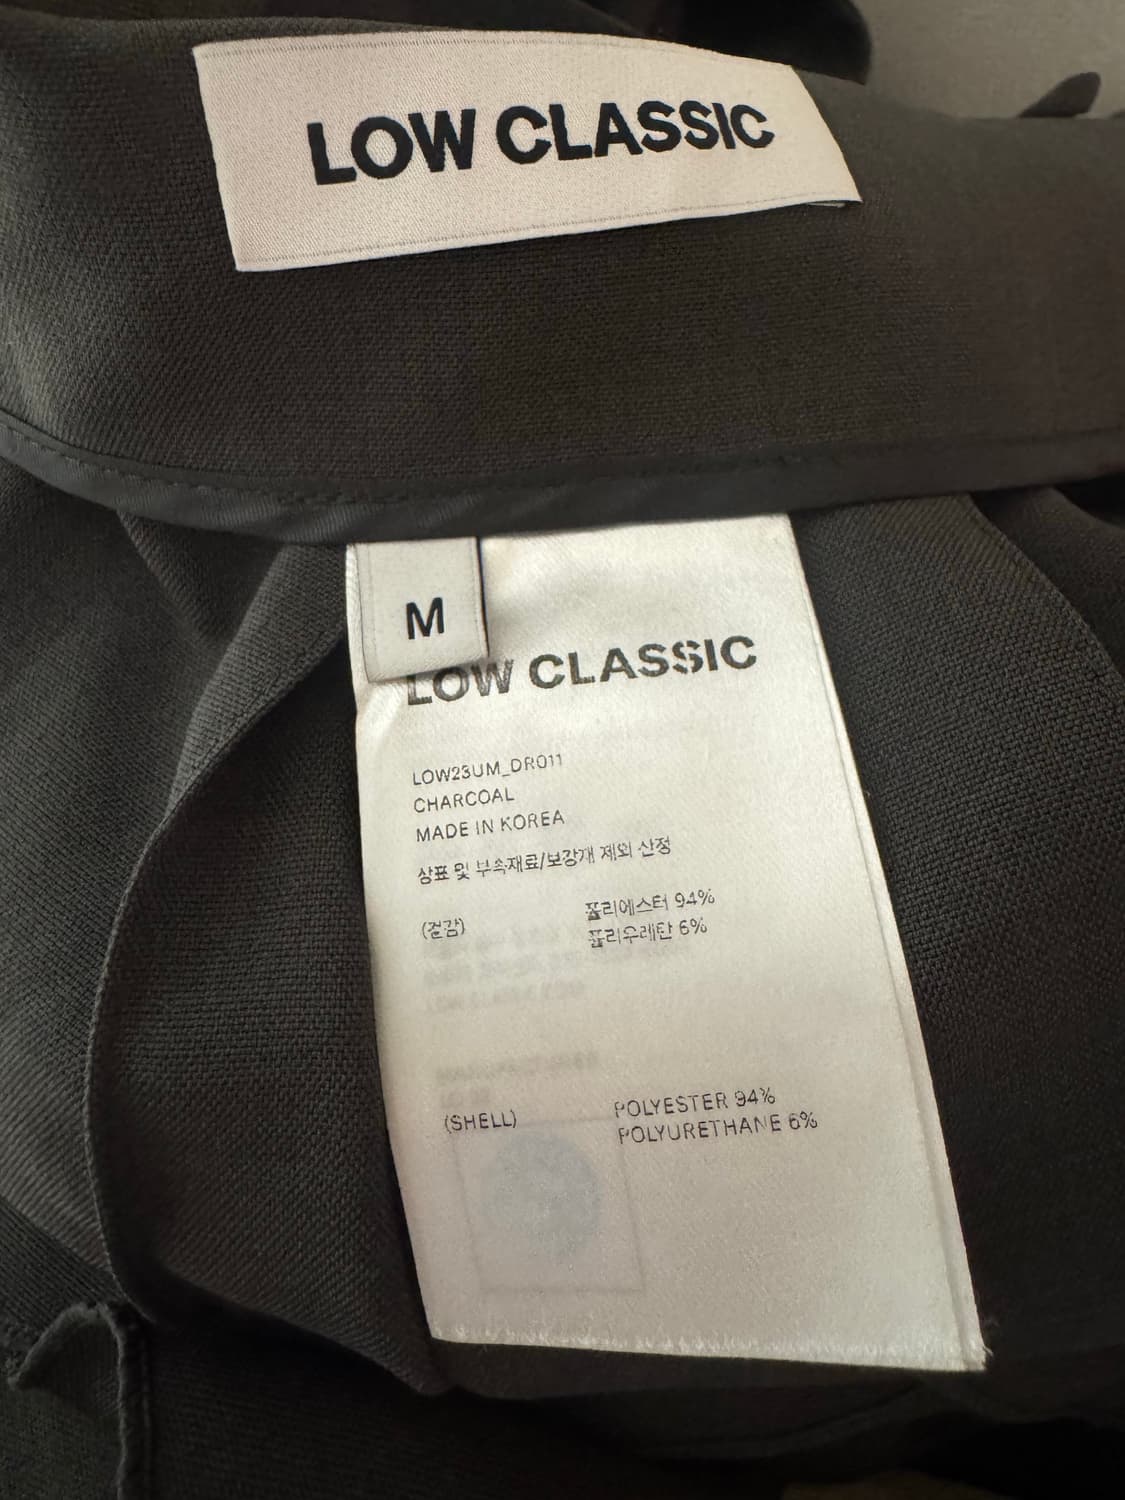 LOW CLASSIC
M
LOW CLASSIC
LOW23UM_DR011
CHARCOAL
MADE IN KOREA
상표 및 부속재료/보강개 제외 산정
(겉감) 폴리에스터 94%
폴리우레탄 6%
(SHELL) POLYESTER 94%
POLYURETHANE 6%